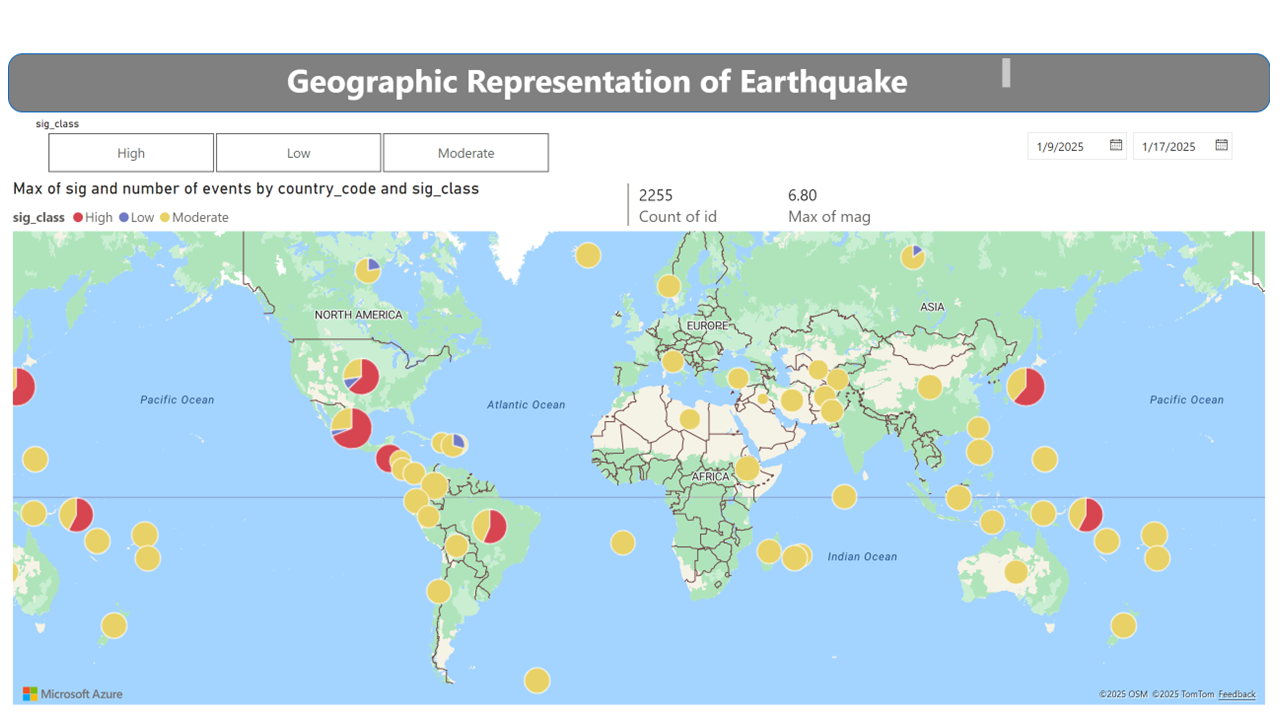 Geographic Representation of Earthquake
sig_class
High Low Moderate
1/9/2025 1/17/2025
Max of sig and number of events by country_code and sig_class
2255 6.80
Count of id Max of mag
sig_class High Low Moderate
NORTH AMERICA
EUROPE
ASIA
Pacific Ocean
Atlantic Ocean
Pacific Ocean
AFRICA
Indian Ocean
Microsoft Azure
©2025 OSM ©2025 TomTom Feedback